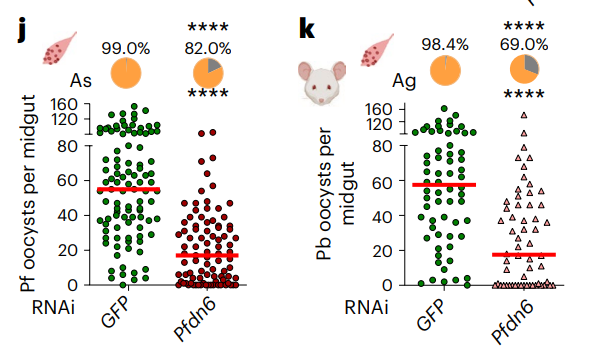 j
****
99.0% 82.0%
As
****
Pf oocysts per midgut
160
120
80
60
40
20
0
RNAi
GFP
Pfdn6
k
****
98.4% 69.0%
Ag
****
Pb oocysts per
midgut
160
120
80
60
40
20
0
RNAi
GFP
Pfdn6